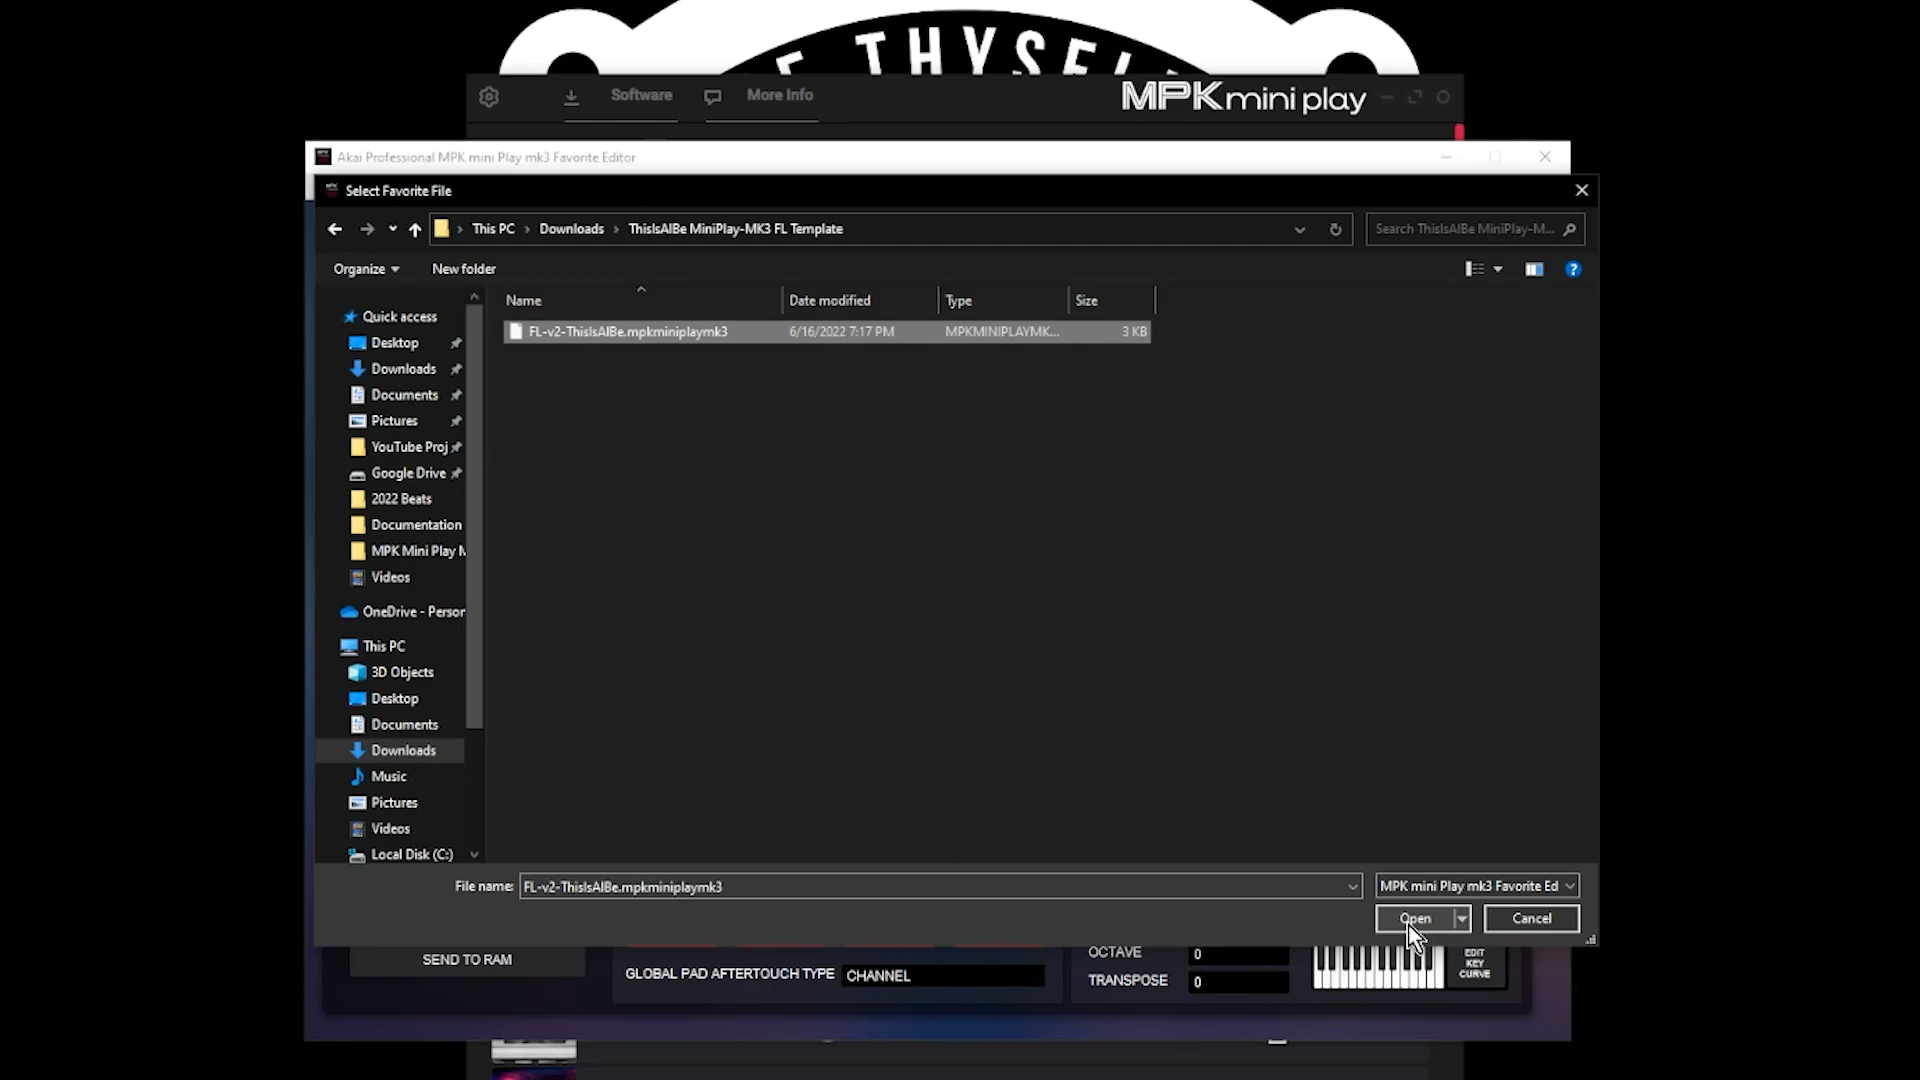 THYSEL
Software
More Info
MPK mini play
Akai Professional MPK mini Play mk3 Favorite Editor
Select Favorite File
This PC > Downloads > ThisIsAlBe MiniPlay-MK3 FL Template
Search ThisIsAlBe MiniPlay-M...
Organize
New folder
Name
Date modified
Type
Size
FL-v2-ThisIsAlBe.mpkminiplaymk3
6/16/2022 7:17 PM
MPKMINIPLAYMK...
3 KB
Quick access
Desktop
Downloads
Documents
Pictures
YouTube Proj
Google Drive
2022 Beats
Documentation
MPK Mini Play M
Videos
OneDrive - Person
This PC
3D Objects
Desktop
Documents
Downloads
Music
Pictures
Videos
Local Disk (C:)
File name:
FL-v2-ThisIsAlBe.mpkminiplaymk3
MPK mini Play mk3 Favorite Ed
Open
Cancel
SEND TO RAM
GLOBAL PAD AFTERTOUCH TYPE
CHANNEL
OCTAVE
0
TRANSPOSE
0
EDIT
KEY
CURVE